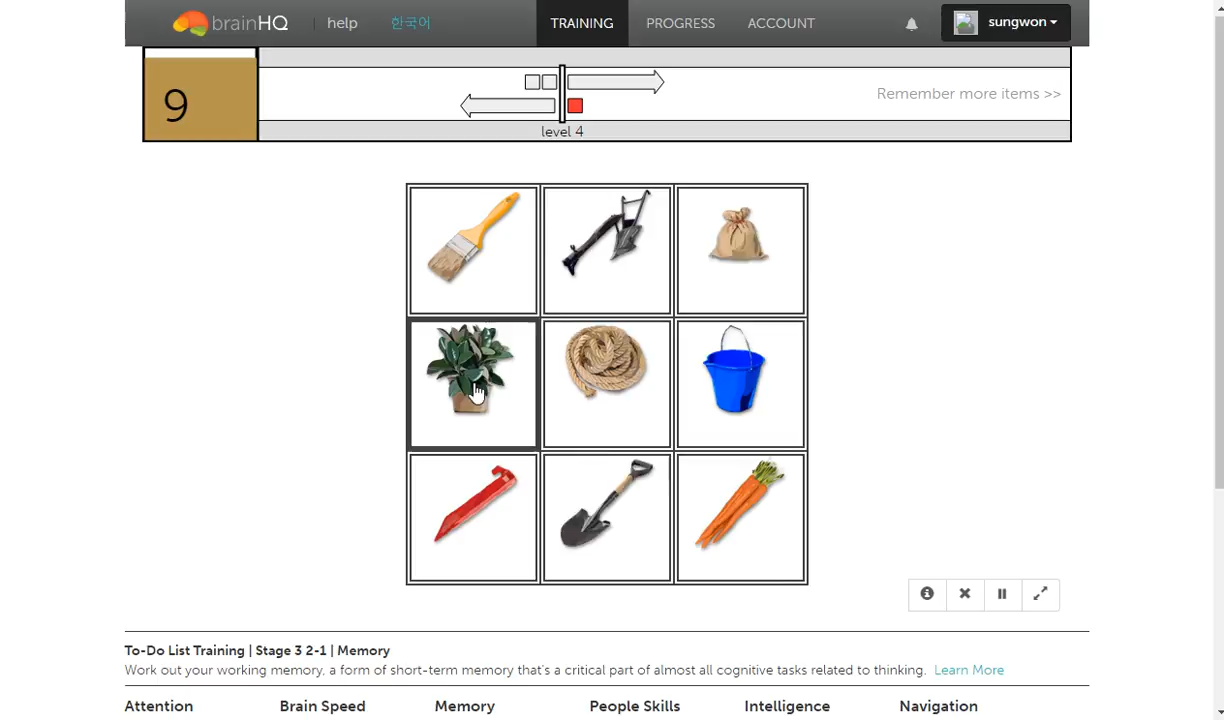 brainHQ help 한국어 TRAINING PROGRESS ACCOUNT sungwon
9
Remember more items >>
level 4
To-Do List Training | Stage 3 2-1 | Memory
Work out your working memory, a form of short-term memory that's a critical part of almost all cognitive tasks related to thinking. Learn More
Attention Brain Speed Memory People Skills Intelligence Navigation